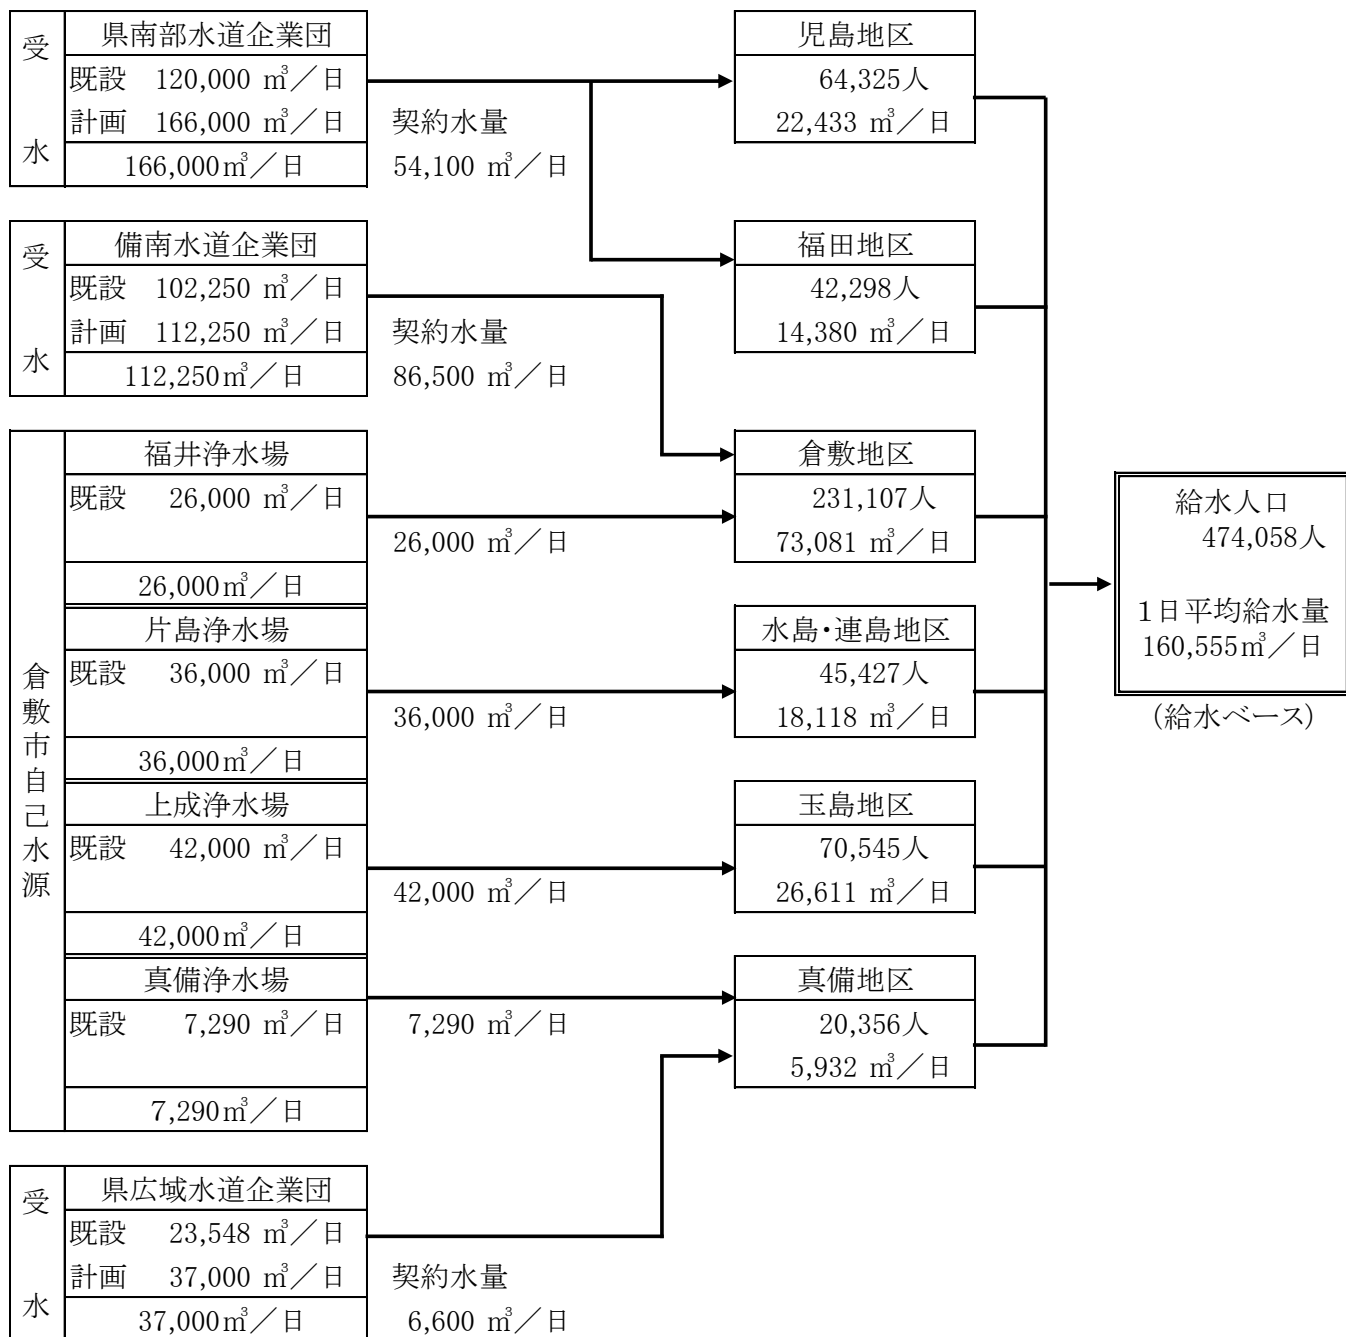 受水
県南部水道企業団
既設 120,000 ㎥／日
計画 166,000 ㎥／日
166,000㎥／日
契約水量
54,100 ㎥／日
児島地区
64,325人
22,433 ㎥／日
受水
備南水道企業団
既設 102,250 ㎥／日
計画 112,250 ㎥／日
112,250㎥／日
契約水量
86,500 ㎥／日
福田地区
42,298人
14,380 ㎥／日
倉敷市自己水源
福井浄水場
既設 26,000 ㎥／日
26,000㎥／日
26,000 ㎥／日
倉敷地区
231,107人
73,081 ㎥／日
片島浄水場
既設 36,000 ㎥／日
36,000㎥／日
36,000 ㎥／日
水島・連島地区
45,427人
18,118 ㎥／日
上成浄水場
既設 42,000 ㎥／日
42,000㎥／日
42,000 ㎥／日
玉島地区
70,545人
26,611 ㎥／日
真備浄水場
既設 7,290 ㎥／日
7,290㎥／日
7,290 ㎥／日
真備地区
20,356人
5,932 ㎥／日
受水
県広域水道企業団
既設 23,548 ㎥／日
計画 37,000 ㎥／日
37,000㎥／日
契約水量
6,600 ㎥／日
給水人口
474,058人
１日平均給水量
160,555㎥／日
（給水ベース）